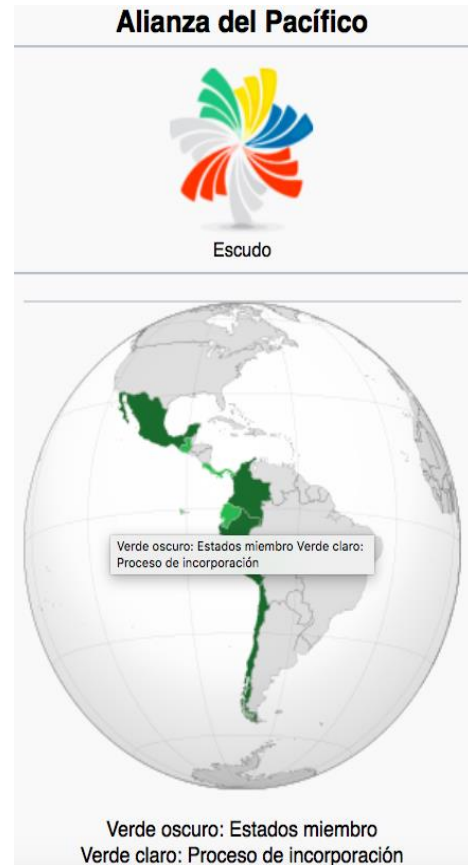 Alianza del Pacífico
Escudo
Verde oscuro: Estados miembro Verde claro:
Proceso de incorporación
Verde oscuro: Estados miembro
Verde claro: Proceso de incorporación